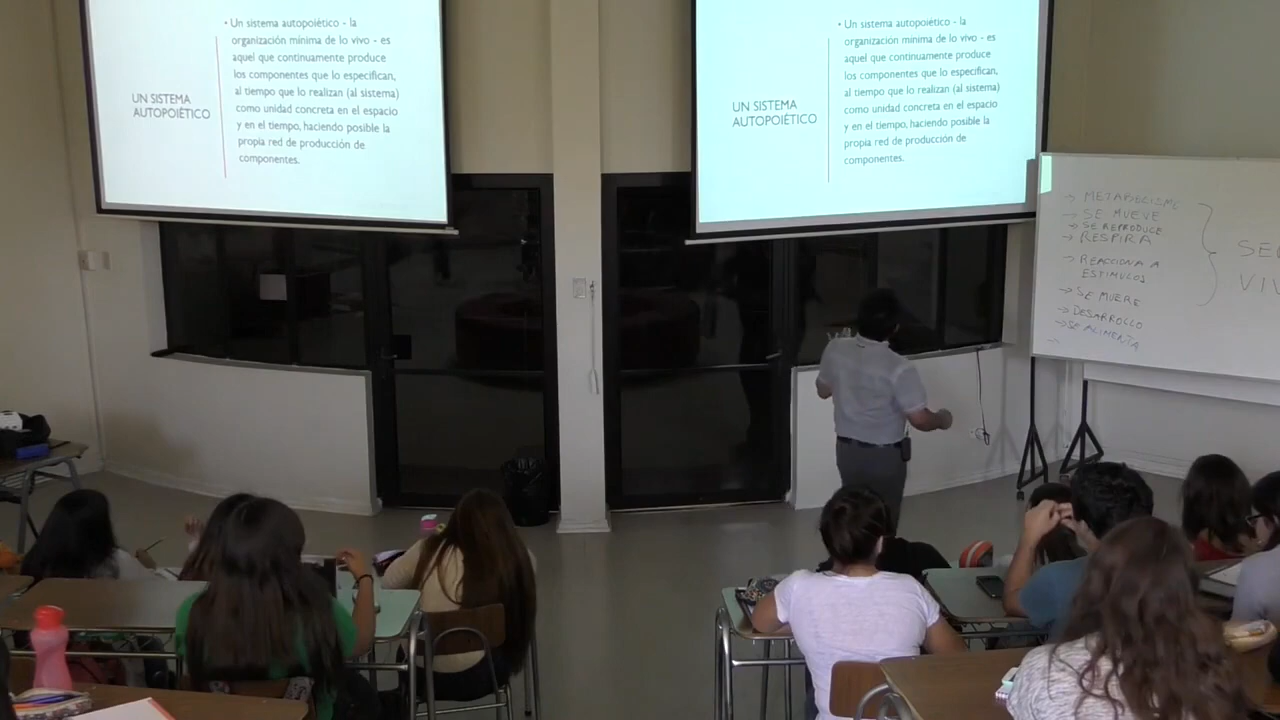 UN SISTEMA
AUTOPOIÉTICO
• Un sistema autopoiético - la
organización mínima de lo vivo - es
aquel que continuamente produce
los componentes que lo especifican,
al tiempo que lo realizan (al sistema)
como unidad concreta en el espacio
y en el tiempo, haciendo posible la
propia red de producción de
componentes.
UN SISTEMA
AUTOPOIÉTICO
• Un sistema autopoiético - la
organización mínima de lo vivo - es
aquel que continuamente produce
los componentes que lo especifican,
al tiempo que lo realizan (al sistema)
como unidad concreta en el espacio
y en el tiempo, haciendo posible la
propia red de producción de
componentes.
→ METABOLISMO
→ SE MUEVE
→ SE REPRODUCE
→ RESPIRA
→ REACCIONA A
ESTIMULOS
→ SE MUERE
→ DESARROLLO
→ SE ALIMENTA
→